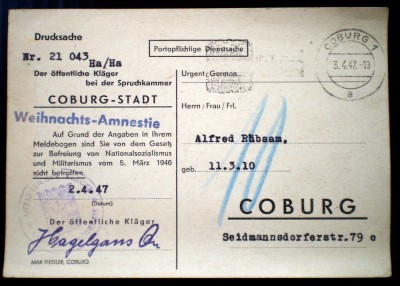 Drucksache
Nr. 21 043 Ha/Ha
Der öffentliche Kläger
bei der Spruchkammer
COBURG-STADT
Weihnachts-Amnestie
Auf Grund der Angaben in Ihrem
Meldebogen sind Sie von dem Gesetz
zur Befreiung von Nationalsozialismus
und Militarismus vom 5. März 1946
nicht betroffen.
2.4.47
(Datum)
Der öffentliche Kläger
Hagelgans
MAX FIEDLER, COBURG
Portopflichtige Dienstsache
COBURG 1
3.4.47.-19
a
Urgent: German
Herrn / Frau / Frl.
Alfred Rübsam,
geb. 11.3.10
COBURG
Seidmannsdorferstr.79 c